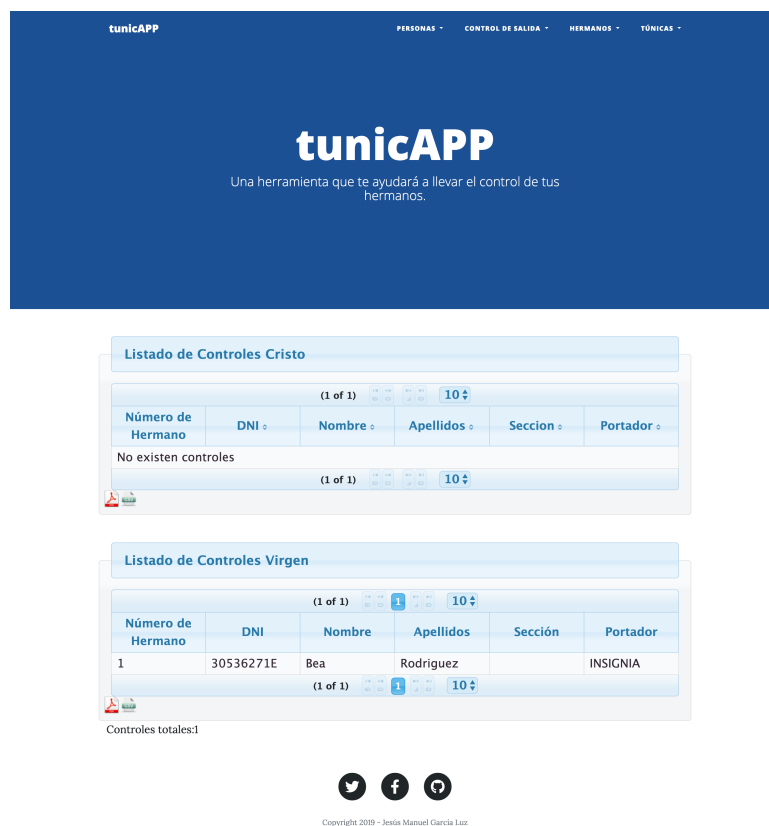 tunicAPP
PERSONAS
CONTROL DE SALIDA
HERMANOS
TÚNICAS
tunicAPP
Una herramienta que te ayudará a llevar el control de tus
hermanos.
Listado de Controles Cristo
(1 of 1) 10
Número de Hermano DNI Nombre Apellidos Seccion Portador
No existen controles
(1 of 1) 10
Listado de Controles Virgen
(1 of 1) 1 10
Número de Hermano DNI Nombre Apellidos Sección Portador
1 30536271E Bea Rodriguez INSIGNIA
(1 of 1) 1 10
Controles totales:1
Copyright 2019 - Jesús Manuel García Luz